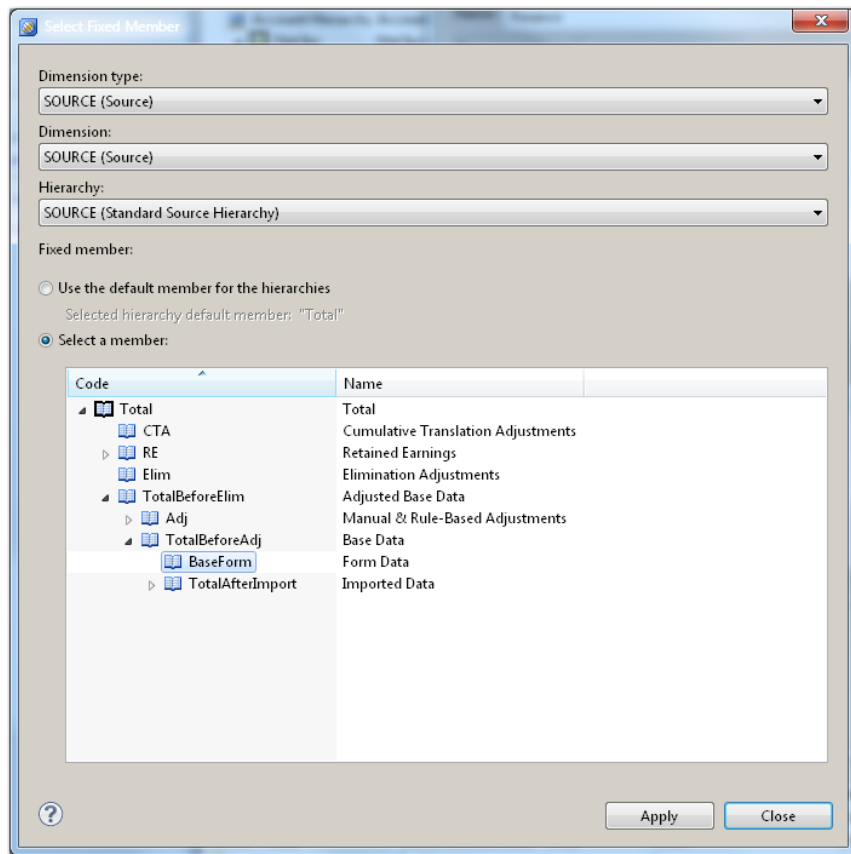 Select Fixed Member
Dimension type:
SOURCE (Source)
Dimension:
SOURCE (Source)
Hierarchy:
SOURCE (Standard Source Hierarchy)
Fixed member:
Use the default member for the hierarchies
Selected hierarchy default member: "Total"
Select a member:
Code Name
Total Total
CTA Cumulative Translation Adjustments
RE Retained Earnings
Elim Elimination Adjustments
TotalBeforeElim Adjusted Base Data
Adj Manual & Rule-Based Adjustments
TotalBeforeAdj Base Data
BaseForm Form Data
TotalAfterImport Imported Data
? Apply Close